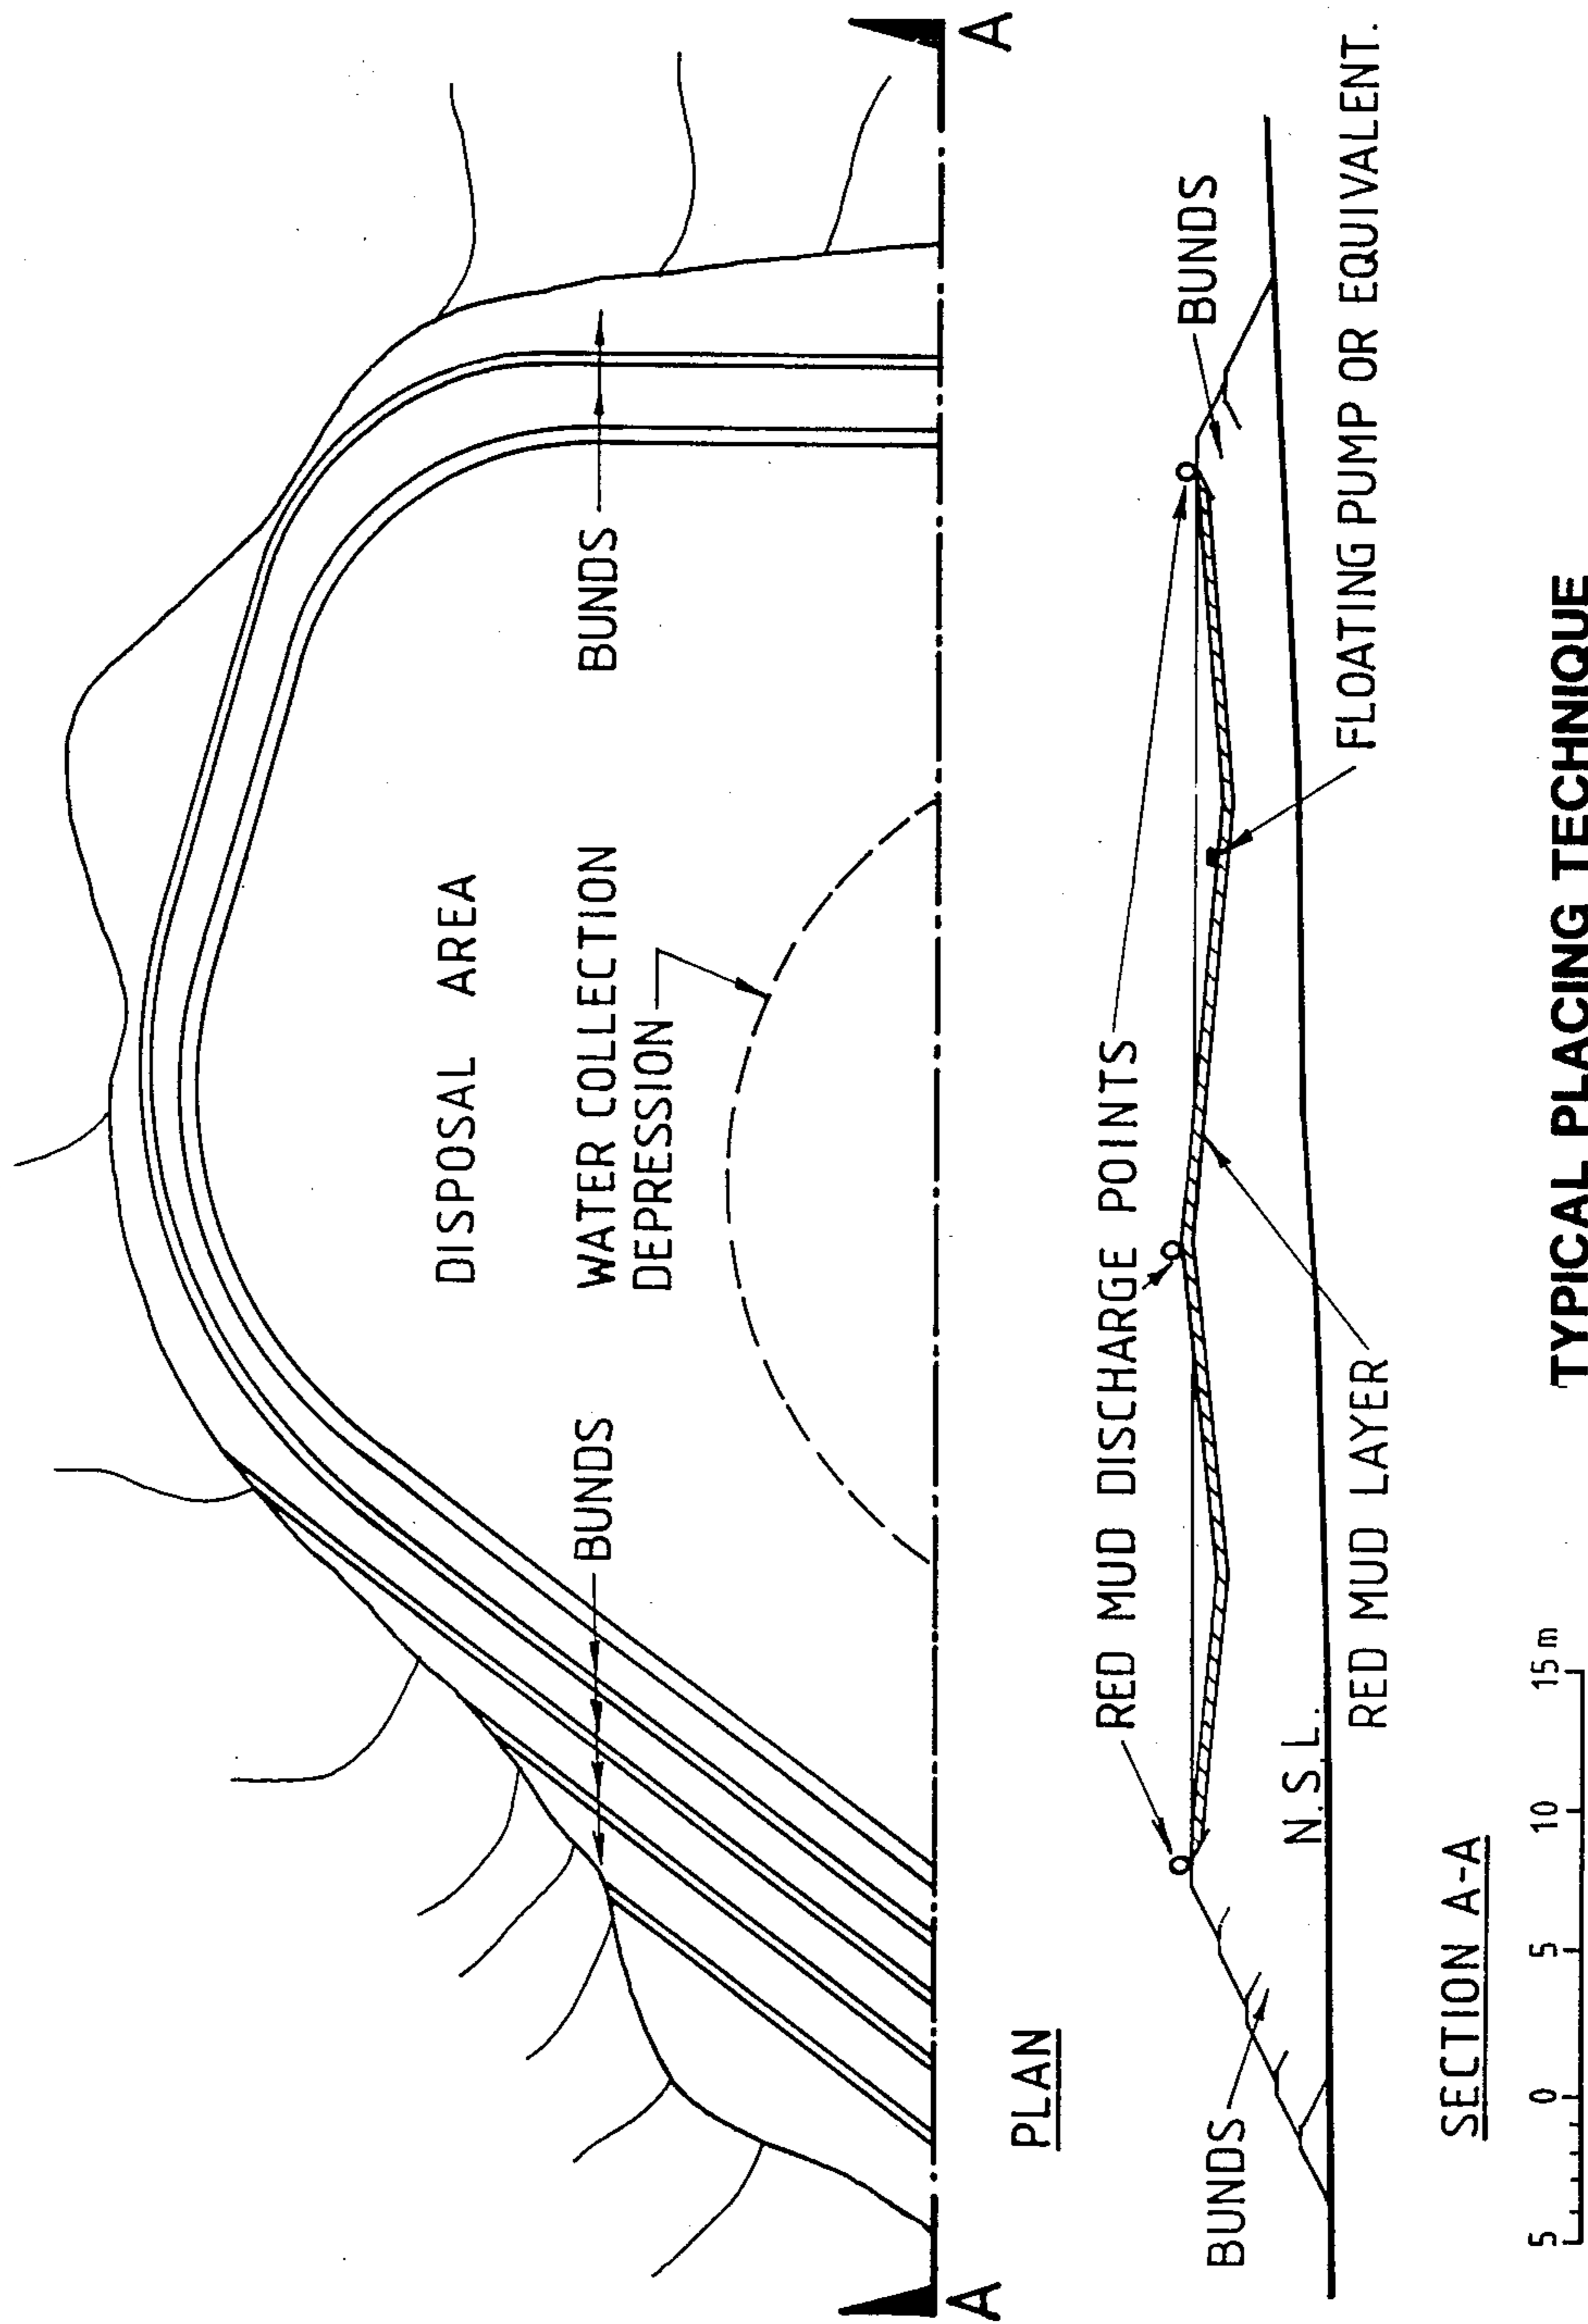 A
A
BUNDS
BUNDS
DISPOSAL AREA
WATER COLLECTION
DEPRESSION
PLAN
RED MUD DISCHARGE POINTS
BUNDS
BUNDS
N.S.L.
RED MUD LAYER
FLOATING PUMP OR EQUIVALENT.
SECTION A-A
5 0 5 10 15m
TYPICAL PLACING TECHNIQUE